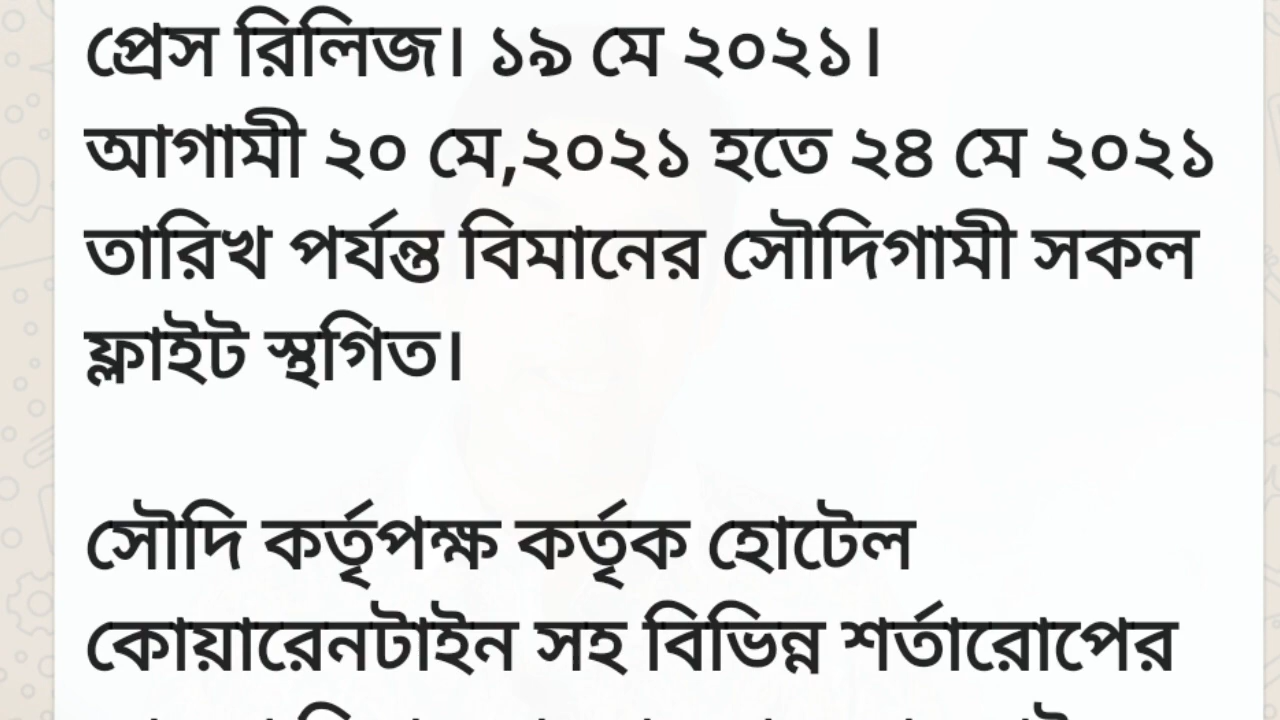 প্রেস রিলিজ। ১৯ মে ২০২১।
আগামী ২০ মে,২০২১ হতে ২৪ মে ২০২১
তারিখ পর্যন্ত বিমানের সৌদিগামী সকল
ফ্লাইট স্থগিত।
সৌদি কর্তৃপক্ষ কর্তৃক হোটেল
কোয়ারেনটাইন সহ বিভিন্ন শর্তারোপের